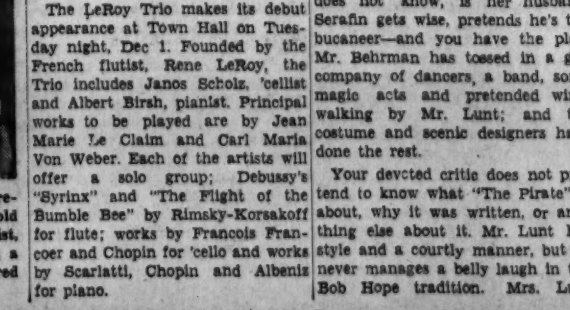 The LeRoy Trio makes its debut
appearance at Town Hall on Tues-
day night, Dec 1. Founded by the
French flutist, Rene LeRoy, the
Trio includes Janos Scholz, 'cellist
and Albert Birsh, pianist. Principal
works to be played are by Jean
Marie Le Claim and Carl Maria
Von Weber. Each of the artists will
offer a solo group; Debussy's
"Syrinx" and "The Flight of the
Bumble Bee" by Rimsky-Korsakoff
for flute; works by Francois Fran-
coer and Chopin for 'cello and works
by Scarlatti, Chopin and Albeniz
for piano.
does not know, is her
Serafin gets wise, pretends he's
bucaneer—and you have the
Mr. Behrman has tossed in a
company of dancers, a band,
magic acts and pretended
walking by Mr. Lunt; and
costume and scenic designers
done the rest.
Your devcted critic does not
tend to know what "The Pirate"
about, why it was written, or
thing else about it. Mr. Lunt
style and a courtly manner, but
never manages a belly laugh in
Bob Hope tradition. Mrs.